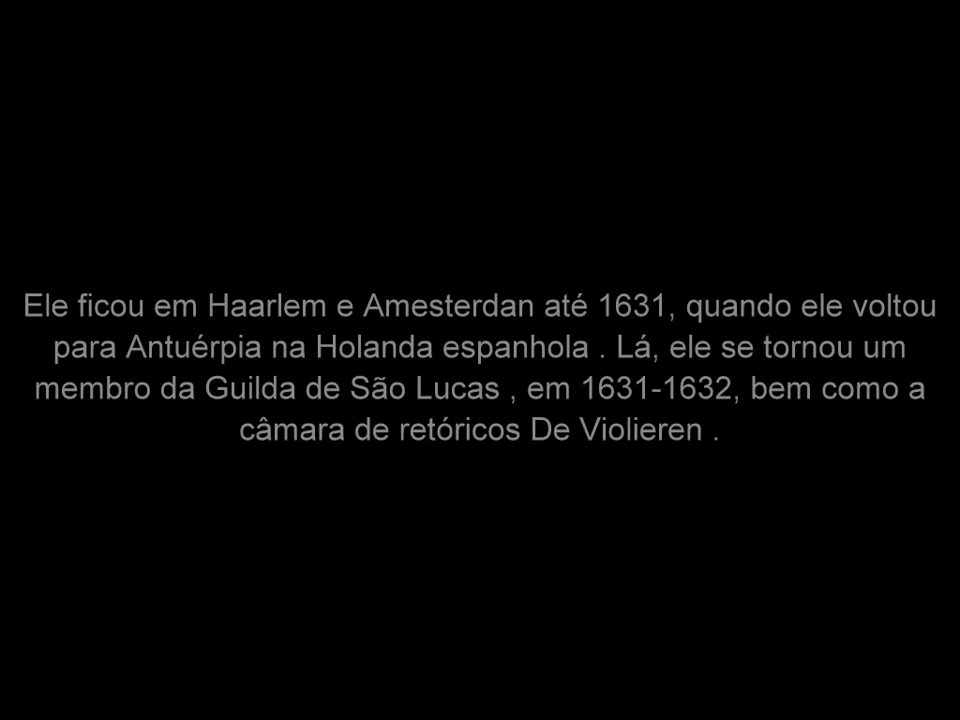 Ele ficou em Haarlem e Amesterdan até 1631, quando ele voltou
para Antuérpia na Holanda espanhola . Lá, ele se tornou um
membro da Guilda de São Lucas , em 1631-1632, bem como a
câmara de retóricos De Violieren .